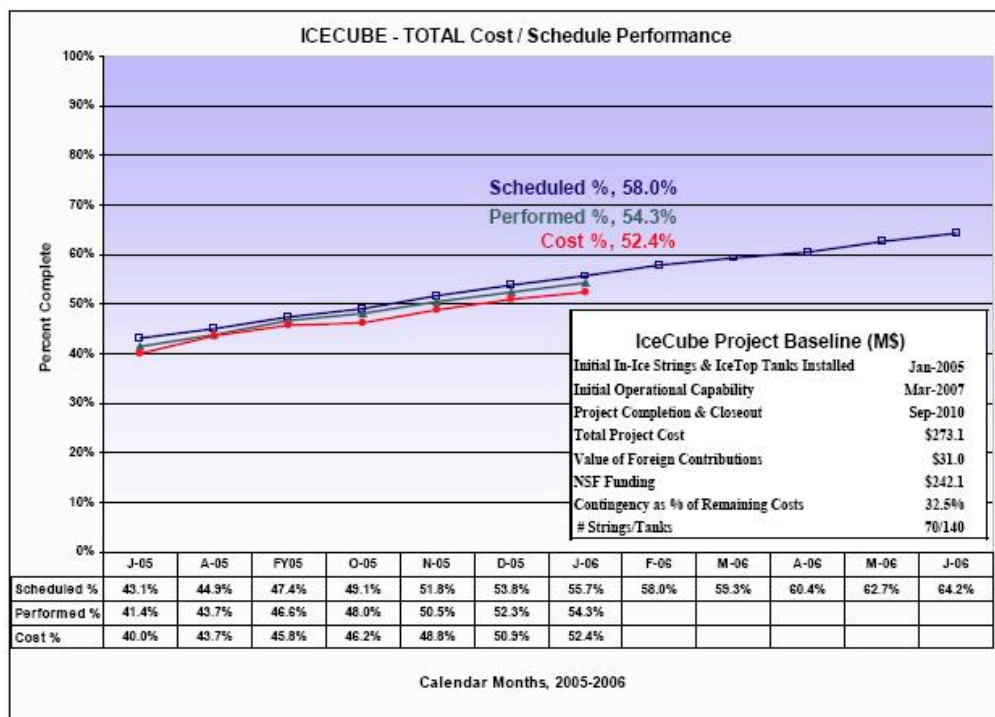 ICECUBE - TOTAL Cost / Schedule Performance
100%
90%
80%
70%
60%
50%
40%
30%
20%
10%
0%
Percent Complete
Scheduled %, 58.0%
Performed %, 54.3%
Cost %, 52.4%
IceCube Project Baseline (M$)
Initial In-Ice Strings & IceTop Tanks Installed Jan-2005
Initial Operational Capability Mar-2007
Project Completion & Closeout Sep-2010
Total Project Cost $273.1
Value of Foreign Contributions $31.0
NSF Funding $242.1
Contingency as % of Remaining Costs 32.5%
# Strings/Tanks 70/140
J-05 A-05 FY05 O-05 N-05 D-05 J-06 F-06 M-06 A-06 M-06 J-06
Scheduled % 43.1% 44.9% 47.4% 49.1% 51.8% 53.8% 55.7% 58.0% 59.3% 60.4% 62.7% 64.2%
Performed % 41.4% 43.7% 46.6% 48.0% 50.5% 52.3% 54.3%
Cost % 40.0% 43.7% 45.8% 46.2% 48.8% 50.9% 52.4%
Calendar Months, 2005-2006